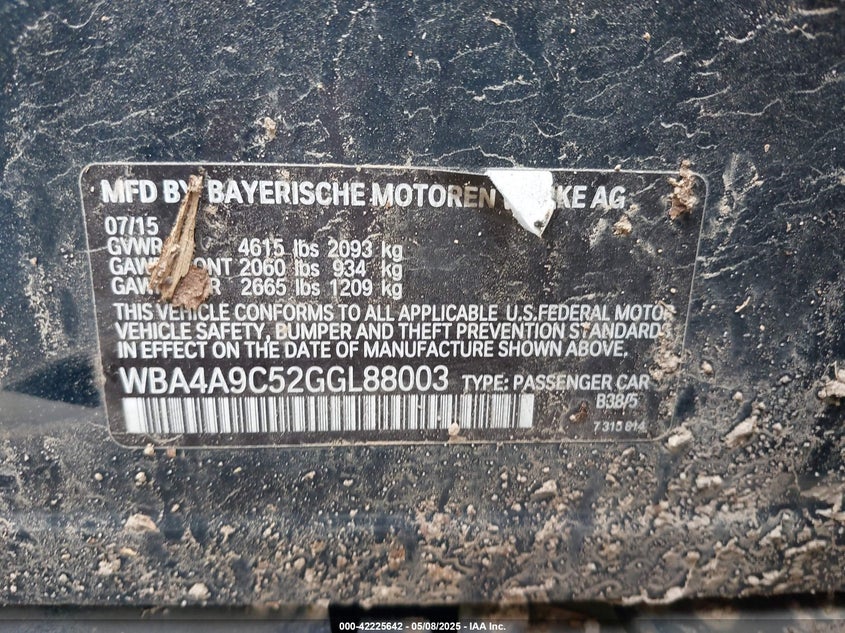 MFD BY BAYERISCHE MOTOREN KE AG
07/15
GVWR 4615 lbs 2093 kg
GAW ONT 2060 lbs 934 kg
GAW R 2665 lbs 1209 kg
THIS VEHICLE CONFORMS TO ALL APPLICABLE U.S.FEDERAL MOTOR
VEHICLE SAFETY, BUMPER AND THEFT PREVENTION STANDARDS
IN EFFECT ON THE DATE OF MANUFACTURE SHOWN ABOVE.
WBA4A9C52GGL88003 TYPE: PASSENGER CAR
B38/5
000-42225642 - 05/08/2025 - IAA Inc.